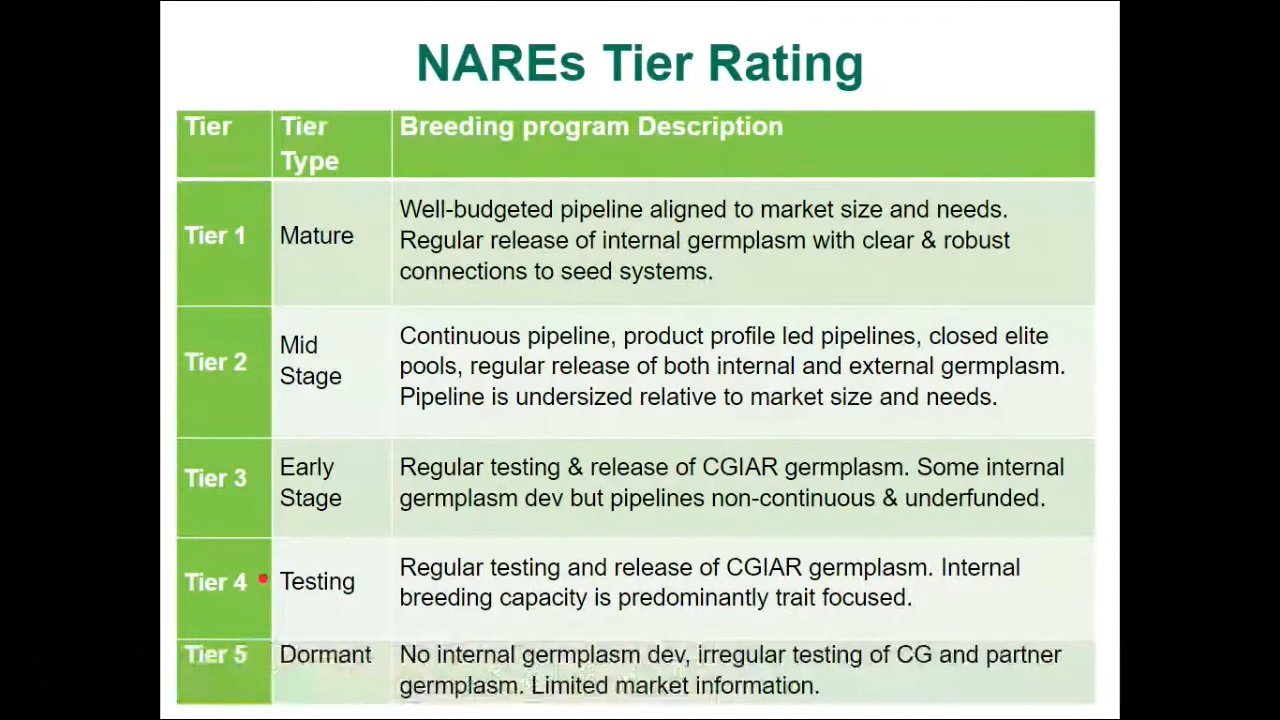 NAREs Tier Rating
Tier
Tier
Type
Breeding program Description
Tier 1
Mature
Well-budgeted pipeline aligned to market size and needs.
Regular release of internal germplasm with clear & robust
connections to seed systems.
Tier 2
Mid
Stage
Continuous pipeline, product profile led pipelines, closed elite
pools, regular release of both internal and external germplasm.
Pipeline is undersized relative to market size and needs.
Tier 3
Early
Stage
Regular testing & release of CGIAR germplasm. Some internal
germplasm dev but pipelines non-continuous & underfunded.
Tier 4
Testing
Regular testing and release of CGIAR germplasm. Internal
breeding capacity is predominantly trait focused.
Tier 5
Dormant
No internal germplasm dev, irregular testing of CG and partner
germplasm. Limited market information.